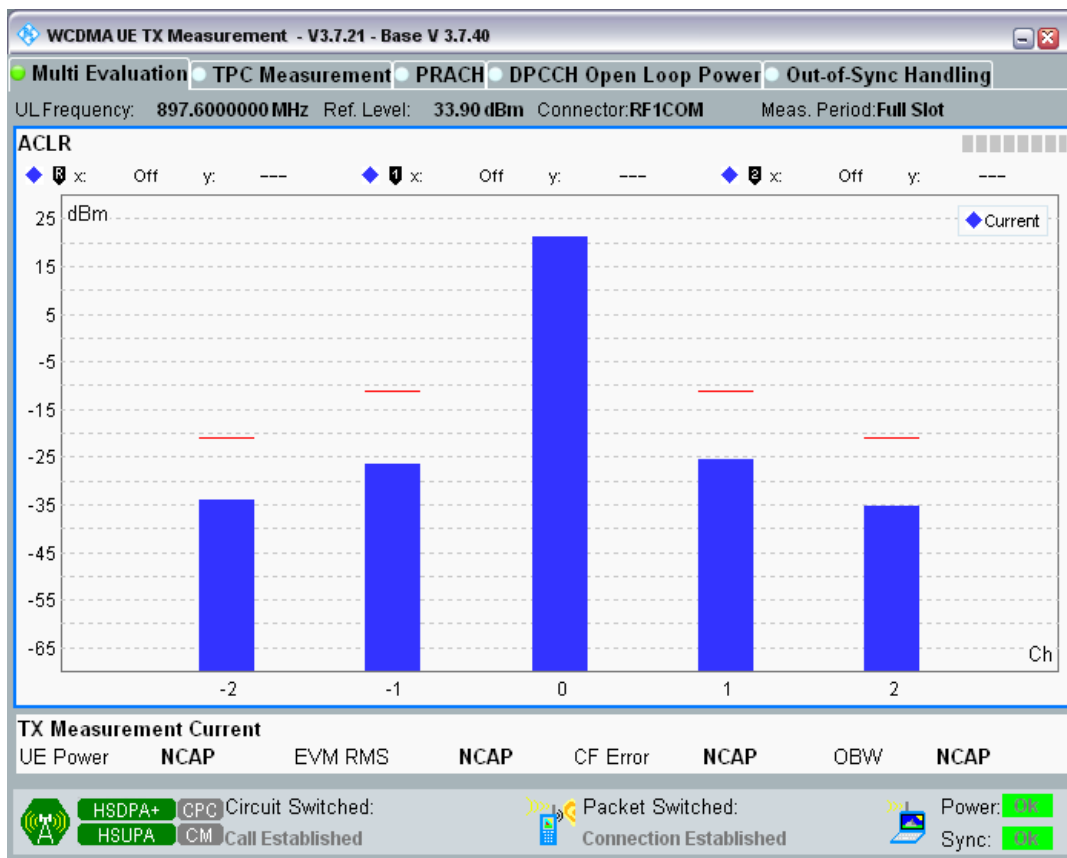 WCDMA UE TX Measurement - V3.7.21 - Base V 3.7.40
Multi Evaluation TPC Measurement PRACH DPCCH Open Loop Power Out-of-Sync Handling
UL Frequency: 897.6000000 MHz Ref. Level: 33.90 dBm Connector:RF1COM Meas. Period:Full Slot
ACLR
R x: Off y: --- 1 x: Off y: --- 2 x: Off y: ---
dBm
Current
25
15
5
-5
-15
-25
-35
-45
-55
-65
Ch
-2 -1 0 1 2
TX Measurement Current
UE Power NCAP EVM RMS NCAP CF Error NCAP OBW NCAP
HSDPA+ CPC Circuit Switched: Packet Switched: Power: Ok
HSUPA CM Call Established Connection Established Sync: Ok